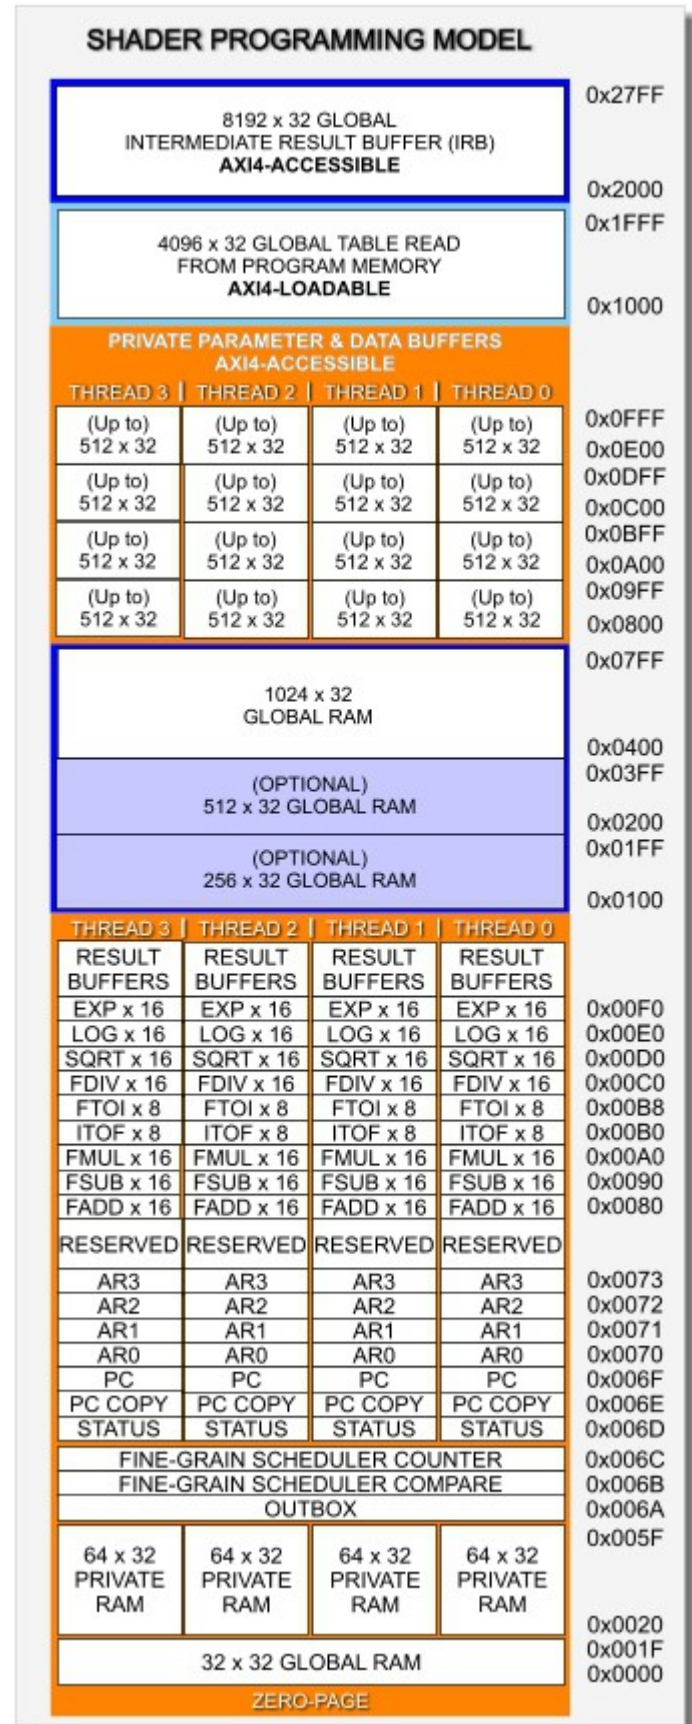 SHADER PROGRAMMING MODEL
0x27FF
8192 x 32 GLOBAL
INTERMEDIATE RESULT BUFFER (IRB)
AXI4-ACCESSIBLE
0x2000
0x1FFF
4096 x 32 GLOBAL TABLE READ
FROM PROGRAM MEMORY
AXI4-LOADABLE
0x1000
PRIVATE PARAMETER & DATA BUFFERS
AXI4-ACCESSIBLE
THREAD 3 | THREAD 2 | THREAD 1 | THREAD 0
(Up to) (Up to) (Up to) (Up to) 0x0FFF
512 x 32 512 x 32 512 x 32 512 x 32 0x0E00
(Up to) (Up to) (Up to) (Up to) 0x0DFF
512 x 32 512 x 32 512 x 32 512 x 32 0x0C00
(Up to) (Up to) (Up to) (Up to) 0x0BFF
512 x 32 512 x 32 512 x 32 512 x 32 0x0A00
(Up to) (Up to) (Up to) (Up to) 0x09FF
512 x 32 512 x 32 512 x 32 512 x 32 0x0800
0x07FF
1024 x 32
GLOBAL RAM
0x0400
0x03FF
(OPTIONAL)
512 x 32 GLOBAL RAM
0x0200
0x01FF
(OPTIONAL)
256 x 32 GLOBAL RAM
0x0100
THREAD 3 | THREAD 2 | THREAD 1 | THREAD 0
RESULT RESULT RESULT RESULT
BUFFERS BUFFERS BUFFERS BUFFERS
EXP x 16 EXP x 16 EXP x 16 EXP x 16 0x00F0
LOG x 16 LOG x 16 LOG x 16 LOG x 16 0x00E0
SQRT x 16 SQRT x 16 SQRT x 16 SQRT x 16 0x00D0
FDIV x 16 FDIV x 16 FDIV x 16 FDIV x 16 0x00C0
FTOI x 8 FTOI x 8 FTOI x 8 FTOI x 8 0x00B8
ITOF x 8 ITOF x 8 ITOF x 8 ITOF x 8 0x00B0
FMUL x 16 FMUL x 16 FMUL x 16 FMUL x 16 0x00A0
FSUB x 16 FSUB x 16 FSUB x 16 FSUB x 16 0x0090
FADD x 16 FADD x 16 FADD x 16 FADD x 16 0x0080
RESERVED RESERVED RESERVED RESERVED
AR3 AR3 AR3 AR3 0x0073
AR2 AR2 AR2 AR2 0x0072
AR1 AR1 AR1 AR1 0x0071
AR0 AR0 AR0 AR0 0x0070
PC PC PC PC 0x006F
PC COPY PC COPY PC COPY PC COPY 0x006E
STATUS STATUS STATUS STATUS 0x006D
FINE-GRAIN SCHEDULER COUNTER 0x006C
FINE-GRAIN SCHEDULER COMPARE 0x006B
OUTBOX 0x006A
0x005F
64 x 32 64 x 32 64 x 32 64 x 32
PRIVATE PRIVATE PRIVATE PRIVATE
RAM RAM RAM RAM
0x0020
0x001F
32 x 32 GLOBAL RAM
0x0000
ZERO-PAGE